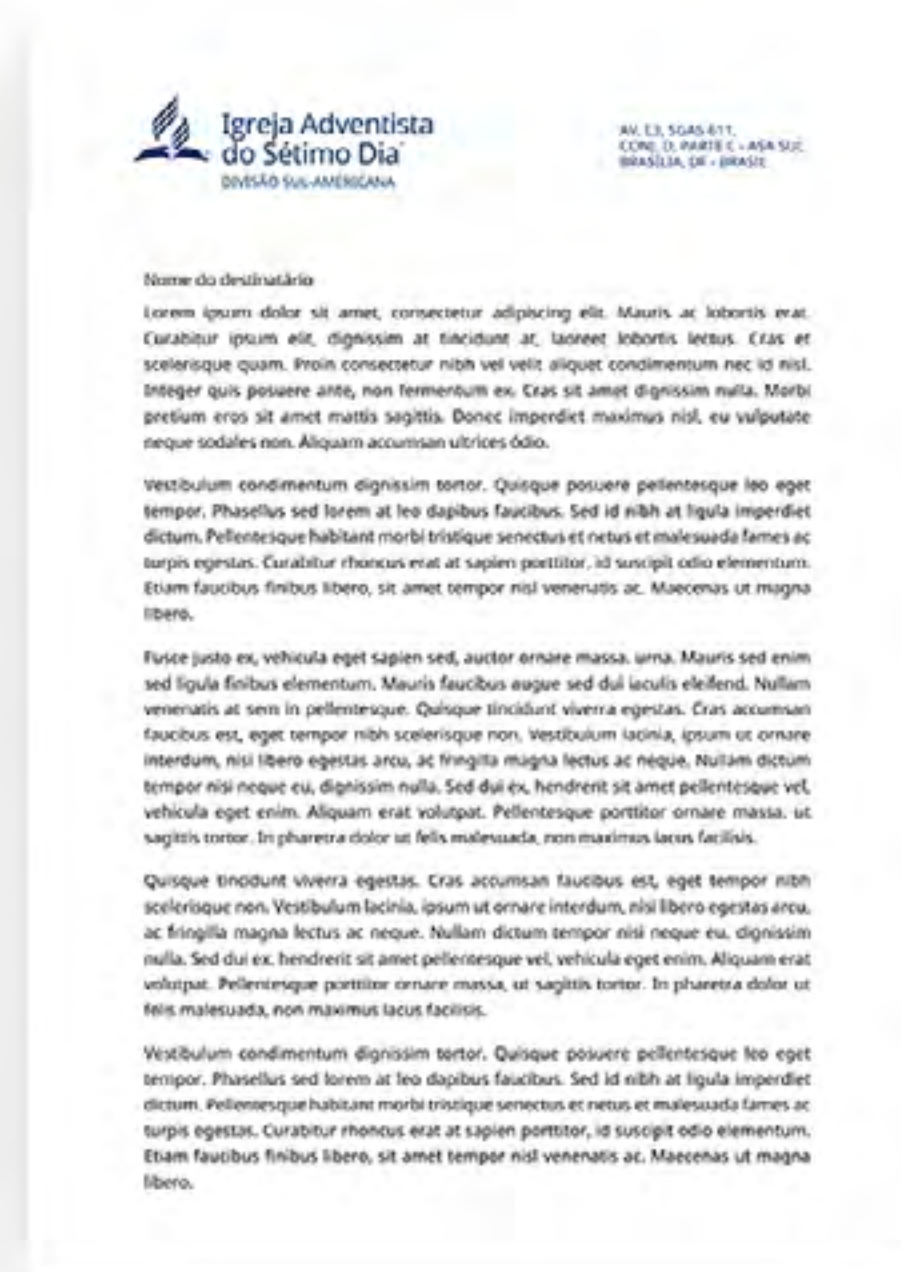 Igreja Adventista
do Sétimo Dia
DIVISÃO SUL-AMERICANA
AV. L3, SGAS 611,
CONJ. D, PARTE C - ASA SUL
BRASÍLIA, DF - BRASIL
Nome do destinatário
Lorem ipsum dolor sit amet, consectetur adipiscing elit. Mauris ac lobortis erat.
Curabitur ipsum elit, dignissim at tincidunt at, laoreet lobortis lectus. Cras et
scelerisque quam. Proin consectetur nibh vel velit aliquet condimentum nec id nisl.
Integer quis posuere ante, non fermentum ex. Cras sit amet dignissim nulla. Morbi
pretium eros sit amet mattis sagittis. Donec imperdiet maximus nisl, eu vulputate
neque sodales non. Aliquam accumsan ultrices ódio.
Vestibulum condimentum dignissim tortor. Quisque posuere pellentesque leo eget
tempor. Phasellus sed lorem at leo dapibus faucibus. Sed id nibh at ligula imperdiet
dictum. Pellentesque habitant morbi tristique senectus et netus et malesuada fames ac
turpis egestas. Curabitur rhoncus erat at sapien porttitor, id suscipit odio elementum.
Etiam faucibus finibus libero, sit amet tempor nisl venenatis ac. Maecenas ut magna
libero.
Fusce justo ex, vehicula eget sapien sed, auctor ornare massa. urna. Mauris sed enim
sed ligula finibus elementum. Mauris faucibus augue sed dui iaculis eleifend. Nullam
venenatis at sem in pellentesque. Quisque tincidunt viverra egestas. Cras accumsan
faucibus est, eget tempor nibh scelerisque non. Vestibulum lacinia, ipsum ut ornare
interdum, nisi libero egestas arcu, ac fringilla magna lectus ac neque. Nullam dictum
tempor nisi neque eu, dignissim nulla. Sed dui ex, hendrerit sit amet pellentesque vel,
vehicula eget enim. Aliquam erat volutpat. Pellentesque porttitor ornare massa, ut
sagittis tortor. In pharetra dolor ut felis malesuada, non maximus lacus facilisis.
Quisque tincidunt viverra egestas. Cras accumsan faucibus est, eget tempor nibh
scelerisque non. Vestibulum lacinia, ipsum ut ornare interdum, nisi libero egestas arcu,
ac fringilla magna lectus ac neque. Nullam dictum tempor nisi neque eu, dignissim
nulla. Sed dui ex, hendrerit sit amet pellentesque vel, vehicula eget enim. Aliquam erat
volutpat. Pellentesque porttitor ornare massa, ut sagittis tortor. In pharetra dolor ut
felis malesuada, non maximus lacus facilisis.
Vestibulum condimentum dignissim tortor. Quisque posuere pellentesque leo eget
tempor. Phasellus sed lorem at leo dapibus faucibus. Sed id nibh at ligula imperdiet
dictum. Pellentesque habitant morbi tristique senectus et netus et malesuada fames ac
turpis egestas. Curabitur rhoncus erat at sapien porttitor, id suscipit odio elementum.
Etiam faucibus finibus libero, sit amet tempor nisl venenatis ac. Maecenas ut magna
libero.